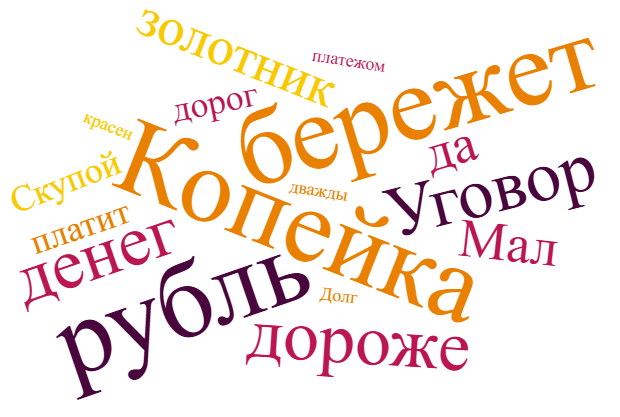 золотник
платежом
бережет
дорог
красен
да
Скупой
Копейка
дважды
Уговор
платит
денег
Мал
рубль
Долг
дороже